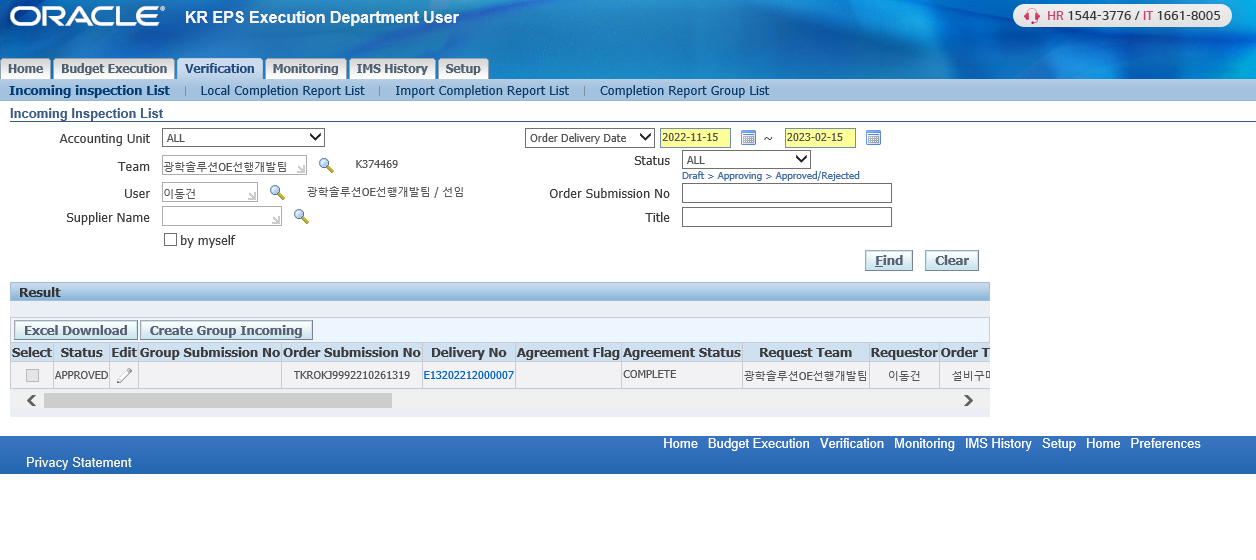 ORACLE® KR EPS Execution Department User HR 1544-3776 / IT 1661-8005
Home Budget Execution Verification Monitoring IMS History Setup
Incoming inspection List | Local Completion Report List | Import Completion Report List | Completion Report Group List
Incoming Inspection List
Accounting Unit ALL Order Delivery Date 2022-11-15 ~ 2023-02-15
Team 광학솔루션OE선행개발팀 K374469 Status ALL
Draft > Approving > Approved/Rejected
User 이동건 광학솔루션OE선행개발팀 / 선임 Order Submission No
Supplier Name Title
by myself
Find Clear
Result
Excel Download Create Group Incoming
Select Status Edit Group Submission No Order Submission No Delivery No Agreement Flag Agreement Status Request Team Requestor Order T
APPROVED TKROKJ9992210261319 E13202212000007 COMPLETE 광학솔루션OE선행개발팀 이동건 설비구매
Home Budget Execution Verification Monitoring IMS History Setup Home Preferences
Privacy Statement